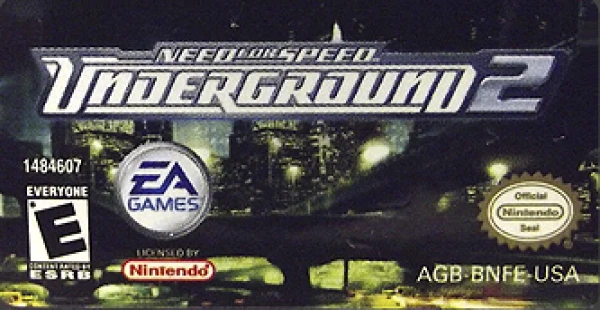 NEED FOR SPEED
UNDERGROUND 2
1484607
EVERYONE
E
CONTENT RATED BY
ESRB
EA
GAMES
LICENSED BY
Nintendo
Official
Nintendo
Seal
AGB-BNFE-USA